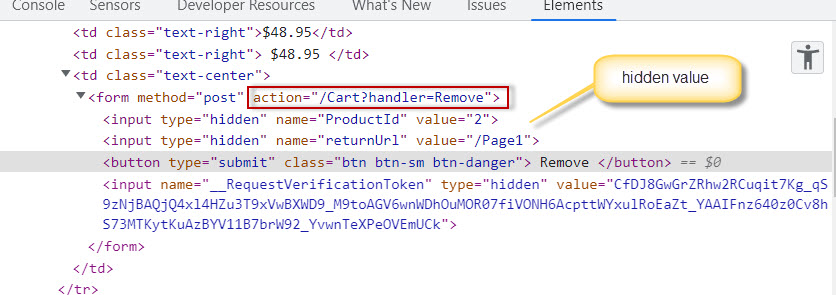 Console Sensors Developer Resources What's New Issues Elements
<td class="text-right">$48.95</td>
<td class="text-right"> $48.95 </td>
<td class="text-center">
<form method="post" action="/Cart?handler=Remove">
<input type="hidden" name="ProductId" value="2">
<input type="hidden" name="returnUrl" value="/Page1">
<button type="submit" class="btn btn-sm btn-danger"> Remove </button> == $0
<input name="__RequestVerificationToken" type="hidden" value="CfDJ8GwGrZRhw2RCuqit7Kg_qS
9zNjBAQjQ4xl4HZu3T9xVwBXWD9_M9toAGV6wnWDhOuMOR07fiVONH6AcpttWYxulRoEaZt_YAAIFnz640z0Cv8h
S73MTKytKuAzBYV11B7brW92_YvwnTeXPeOVEmUCk">
</form>
</td>
</tr>
hidden value